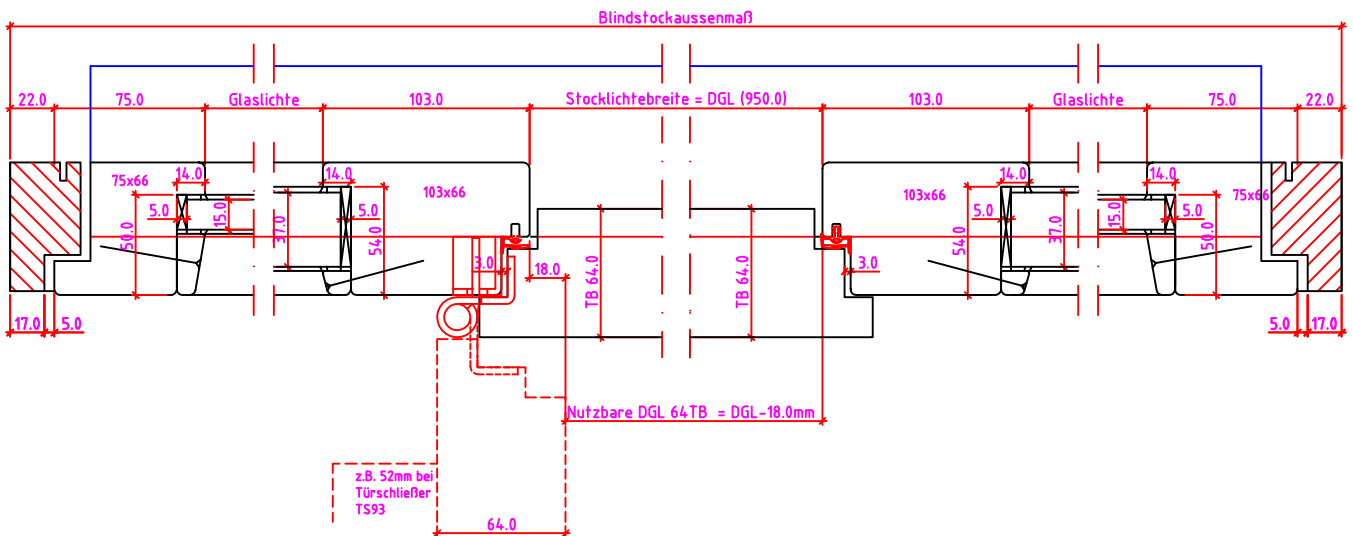 Blindstockaussenmaß
22.0 75.0 Glaslichte 103.0 Stocklichtebreite = DGL (950.0) 103.0 Glaslichte 75.0 22.0
75x66 14.0 14.0 103x66 103x66 14.0 14.0 75x66
5.0 50.0 15.0 37.0 5.0 54.0 54.0 5.0 37.0 15.0 5.0 50.0
3.0 18.0 TB 64.0 TB 64.0 3.0
17.0 5.0 5.0 17.0
Nutzbare DGL 64TB = DGL-18.0mm
z.B. 52mm bei
Türschließer
TS93
64.0